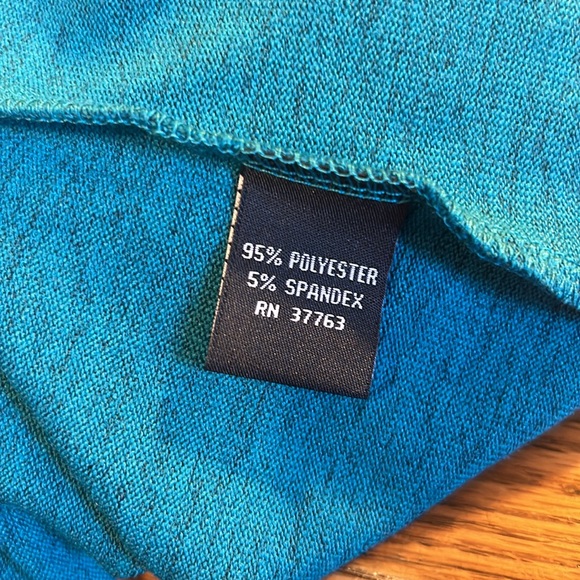 95% POLYESTER
5% SPANDEX
RN 37763